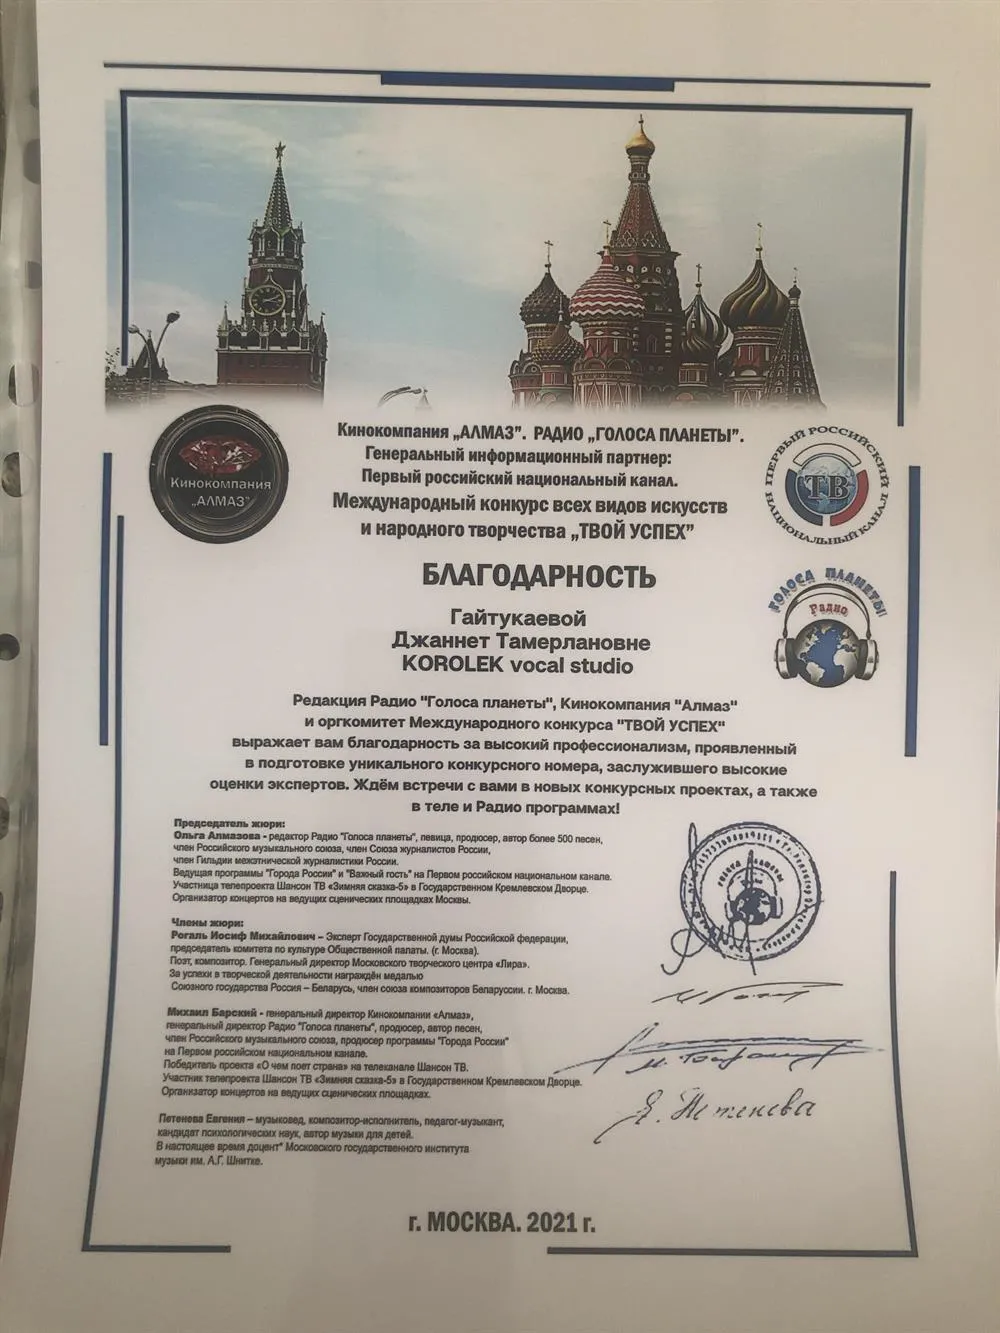 Кинокомпания „АЛМАЗ”. РАДИО „ГОЛОСА ПЛАНЕТЫ”.
Генеральный информационный партнер:
Первый российский национальный канал.
Международный конкурс всех видов искусств
и народного творчества „ТВОЙ УСПЕХ”
Кинокомпания
„АЛМАЗ”
ПЕРВЫЙ РОССИЙСКИЙ
НАЦИОНАЛЬНЫЙ КАНАЛ
ТВ
ГОЛОСА ПЛАНЕТЫ
Радио
БЛАГОДАРНОСТЬ
Гайтукаевой
Джаннет Тамерлановне
KOROLEK vocal studio
Редакция Радио "Голоса планеты", Кинокомпания "Алмаз"
и оргкомитет Международного конкурса "ТВОЙ УСПЕХ"
выражает вам благодарность за высокий профессионализм, проявленный
в подготовке уникального конкурсного номера, заслужившего высокие
оценки экспертов. Ждём встречи с вами в новых конкурсных проектах, а также
в теле и Радио программах!
Председатель жюри:
Ольга Алмазова - редактор Радио "Голоса планеты", певица, продюсер, автор более 500 песен,
член Российского музыкального союза, член Союза журналистов России,
член Гильдии межэтнической журналистики России.
Ведущая программы "Города России" и "Важный гость" на Первом российском национальном канале.
Участница телепроекта Шансон ТВ «Зимняя сказка-5» в Государственном Кремлевском Дворце.
Организатор концертов на ведущих сценических площадках Москвы.
Члены жюри:
Рогаль Иосиф Михайлович – Эксперт Государственной думы Российской федерации,
председатель комитета по культуре Общественной палаты. (г. Москва).
Поэт, композитор. Генеральный директор Московского творческого центра «Лира».
За успехи в творческой деятельности награждён медалью
Союзного государства Россия – Беларусь, член союза композиторов Беларуссии. г. Москва.
Михаил Барский - генеральный директор Кинокомпании «Алмаз»,
генеральный директор Радио "Голоса планеты", продюсер, автор песен,
член Российского музыкального союза, продюсер программы "Города России"
на Первом российском национальном канале.
Победитель проекта «О чем поет страна» на телеканале Шансон ТВ.
Участник телепроекта Шансон ТВ «Зимняя сказка-5» в Государственном Кремлевском Дворце.
Организатор концертов на ведущих сценических площадках.
Петенева Евгения – музыковед, композитор-исполнитель, педагог-музыкант,
кандидат психологических наук, автор музыки для детей.
В настоящее время доцент" Московского государственного института
музыки им. А.Г. Шнитке.
Е. Петенева
г. МОСКВА. 2021 г.